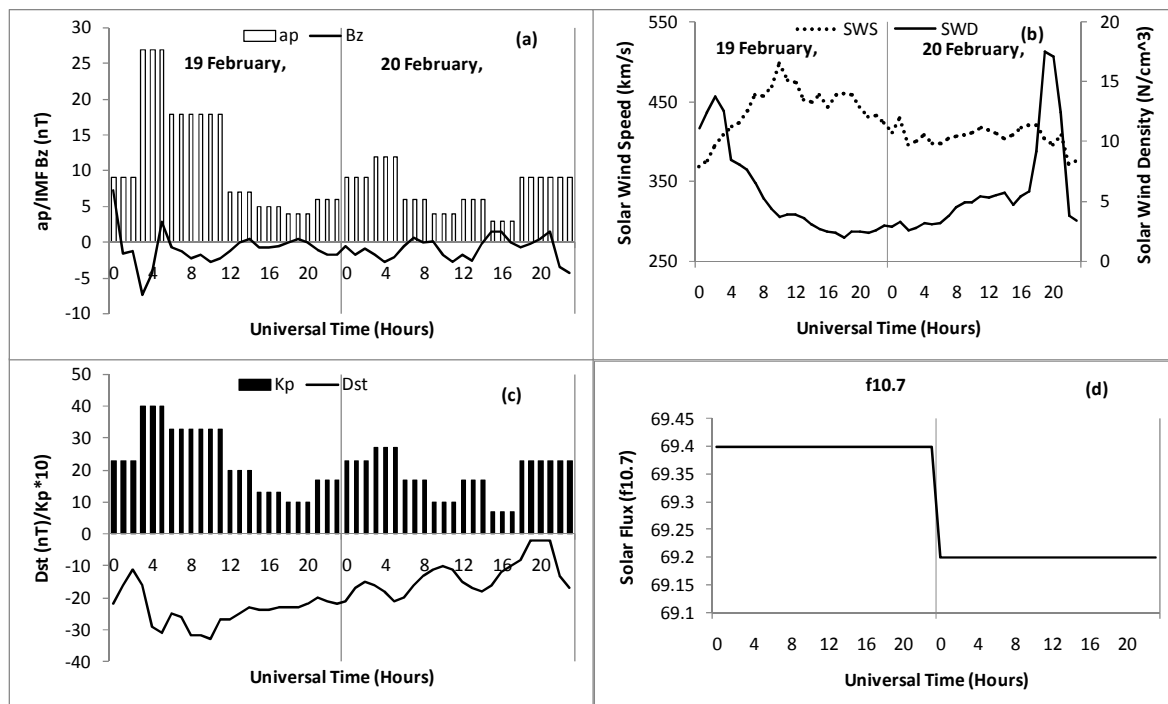 30
25
20
15
10
5
0
-5
-10
ap/IMF Bz (nT)
ap Bz
(a)
19 February, 20 February,
0 4 8 12 16 20 0 4 8 12 16 20
Universal Time (Hours)
550
450
350
250
Solar Wind Speed (km/s)
SWS SWD
(b)
19 February, 20 February,
20
15
10
5
0
Solar Wind Density (N/cm^3)
0 4 8 12 16 20 0 4 8 12 16 20
Universal Time (Hours)
50
40
30
20
10
0
-10
-20
-30
-40
Dst (nT)/Kp *10
Kp Dst
(c)
0 4 8 12 16 20 0 4 8 12 16 20
Universal Time (Hours)
f10.7
(d)
69.45
69.4
69.35
69.3
69.25
69.2
69.15
69.1
Solar Flux (f10.7)
0 4 8 12 16 20 0 4 8 12 16 20
Universal Time (Hours)